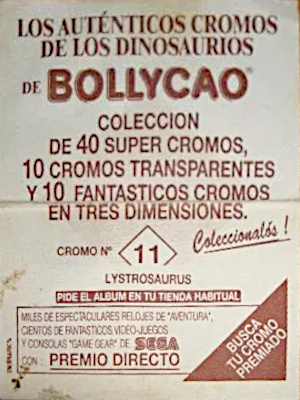 LOS AUTÉNTICOS CROMOS
DE LOS DINOSAURIOS
DE BOLLYCAO®
COLECCION
DE 40 SUPER CROMOS,
10 CROMOS TRANSPARENTES
Y 10 FANTASTICOS CROMOS
EN TRES DIMENSIONES.
Coleccionalós!
CROMO Nº 11
LYSTROSAURUS
PIDE EL ALBUM EN TU TIENDA HABITUAL
MILES DE ESPECTACULARES RELOJES DE "AVENTURA",
CIENTOS DE FANTASTICOS VIDEO-JUEGOS
Y CONSOLAS "GAME GEAR" DE SEGA
CON: PREMIO DIRECTO
BUSCA
TU CROMO
PREMIADO